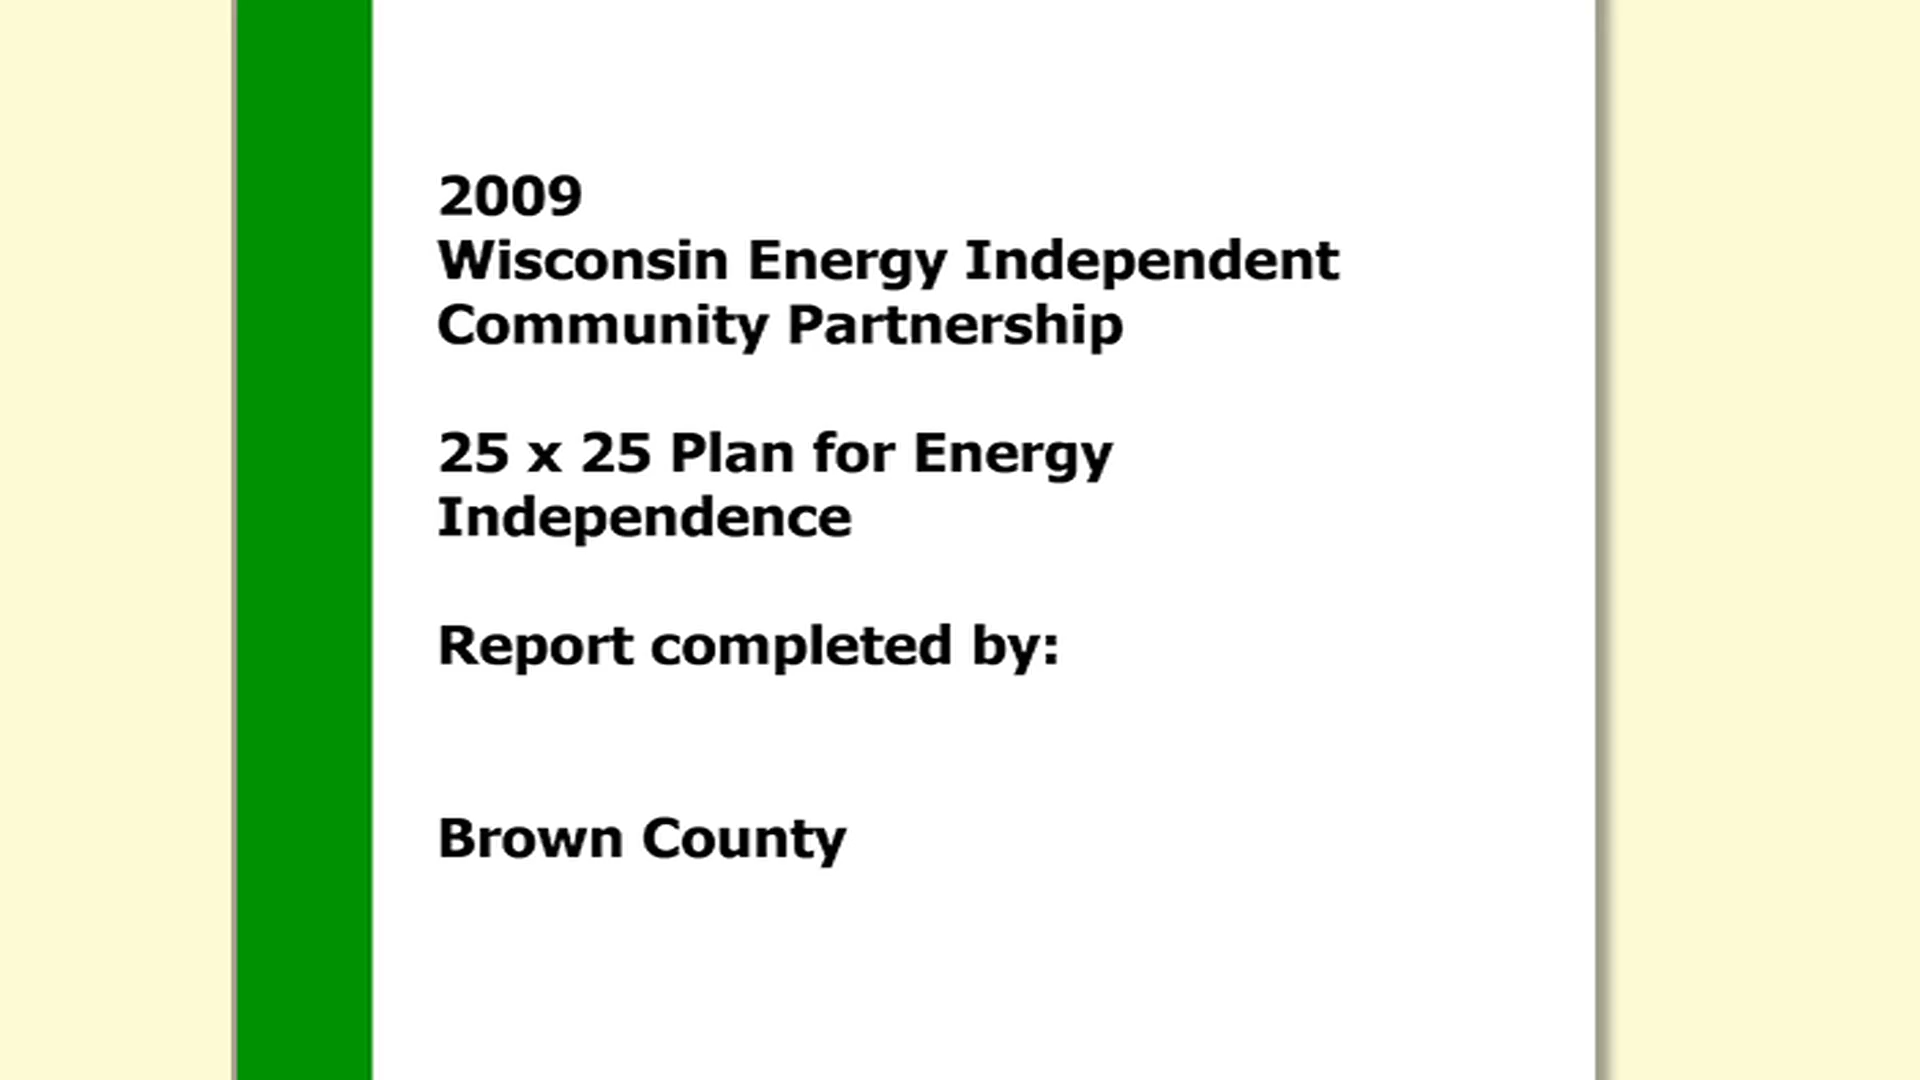 2009
Wisconsin Energy Independent
Community Partnership
25 x 25 Plan for Energy
Independence
Report completed by:
Brown County